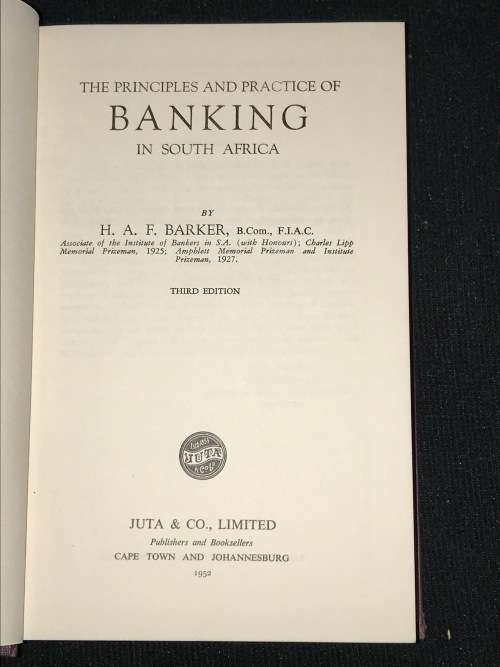 THE PRINCIPLES AND PRACTICE OF
BANKING
IN SOUTH AFRICA
BY
H. A. F. BARKER, B.Com., F.I.A.C.
Associate of the Institute of Bankers in S.A. (with Honours); Charles Lipp
Memorial Prizeman, 1925; Amphlett Memorial Prizeman and Institute
Prizeman, 1927.
THIRD EDITION
JUTA
& Co
JUTA & CO., LIMITED
Publishers and Booksellers
CAPE TOWN AND JOHANNESBURG
1952